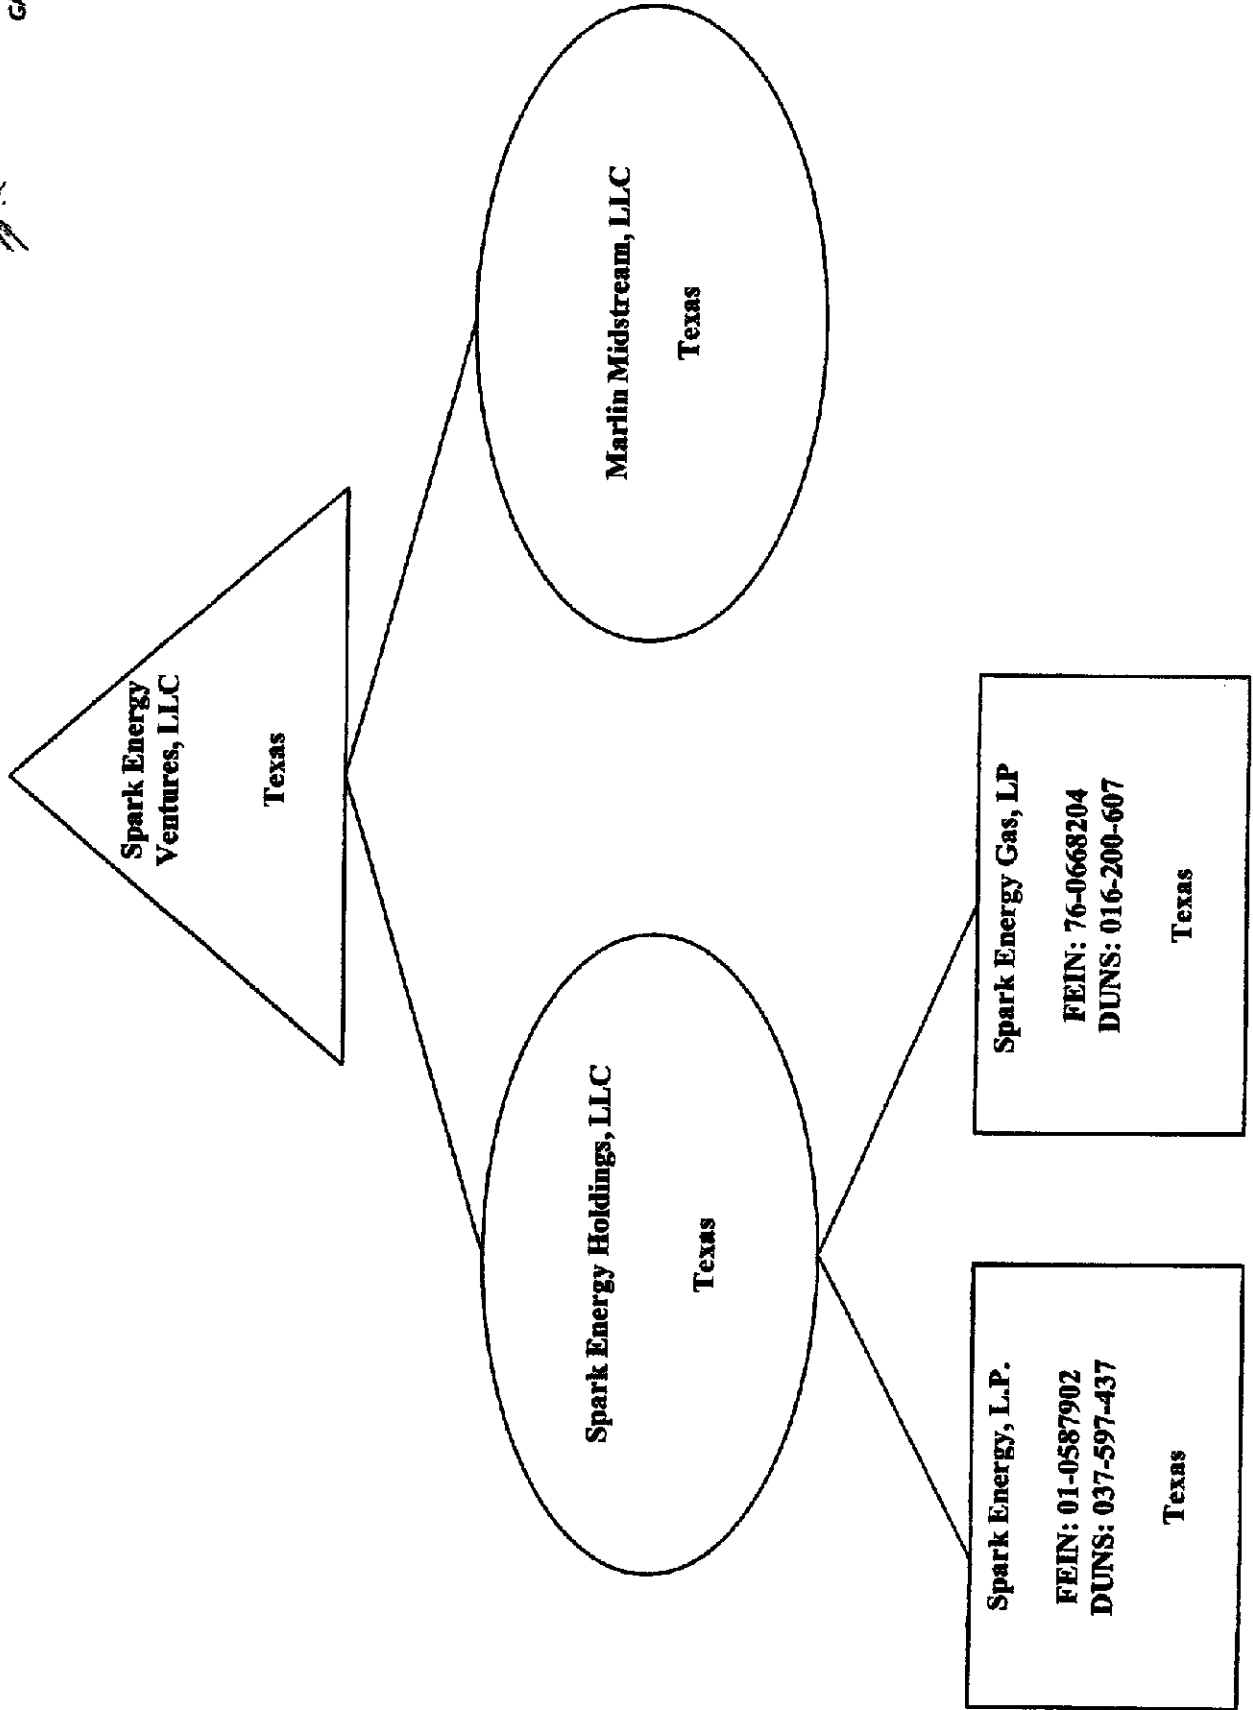 Spark Energy
Ventures, LLC
Texas
Spark Energy Holdings, LLC
Texas
Marlin Midstream, LLC
Texas
Spark Energy, L.P.
FEIN: 01-0587902
DUNS: 037-597-437
Texas
Spark Energy Gas, LP
FEIN: 76-0668204
DUNS: 016-200-607
Texas